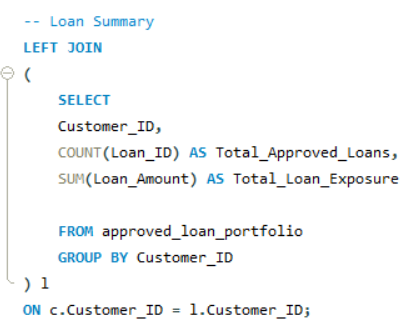 -- Loan Summary
LEFT JOIN
(
SELECT
Customer_ID,
COUNT(Loan_ID) AS Total_Approved_Loans,
SUM(Loan_Amount) AS Total_Loan_Exposure
FROM approved_loan_portfolio
GROUP BY Customer_ID
) l
ON c.Customer_ID = l.Customer_ID;